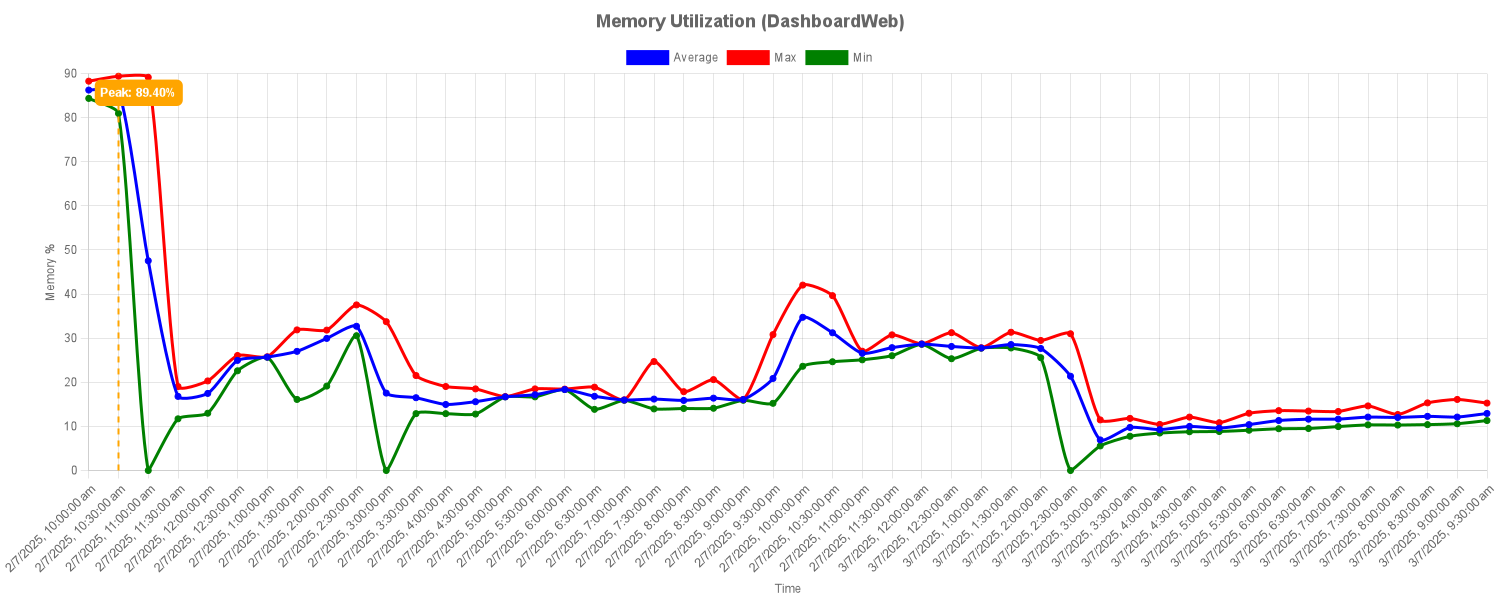 Memory Utilization (DashboardWeb)
Average Max Min
90
Peak: 89.40%
80
70
60
50
40
30
20
10
0
Memory %
2/7/2025, 10:00:00 am
2/7/2025, 10:30:00 am
2/7/2025, 11:00:00 am
2/7/2025, 11:30:00 am
2/7/2025, 12:00:00 pm
2/7/2025, 12:30:00 pm
2/7/2025, 1:00:00 pm
2/7/2025, 1:30:00 pm
2/7/2025, 2:00:00 pm
2/7/2025, 2:30:00 pm
2/7/2025, 3:00:00 pm
2/7/2025, 3:30:00 pm
2/7/2025, 4:00:00 pm
2/7/2025, 4:30:00 pm
2/7/2025, 5:00:00 pm
2/7/2025, 5:30:00 pm
2/7/2025, 6:00:00 pm
2/7/2025, 6:30:00 pm
2/7/2025, 7:00:00 pm
2/7/2025, 7:30:00 pm
2/7/2025, 8:00:00 pm
2/7/2025, 8:30:00 pm
2/7/2025, 9:00:00 pm
2/7/2025, 9:30:00 pm
2/7/2025, 10:00:00 pm
2/7/2025, 10:30:00 pm
2/7/2025, 11:00:00 pm
2/7/2025, 11:30:00 pm
3/7/2025, 12:00:00 am
3/7/2025, 12:30:00 am
3/7/2025, 1:00:00 am
3/7/2025, 1:30:00 am
3/7/2025, 2:00:00 am
3/7/2025, 2:30:00 am
3/7/2025, 3:00:00 am
3/7/2025, 3:30:00 am
3/7/2025, 4:00:00 am
3/7/2025, 4:30:00 am
3/7/2025, 5:00:00 am
3/7/2025, 5:30:00 am
3/7/2025, 6:00:00 am
3/7/2025, 6:30:00 am
3/7/2025, 7:00:00 am
3/7/2025, 7:30:00 am
3/7/2025, 8:00:00 am
3/7/2025, 8:30:00 am
3/7/2025, 9:00:00 am
3/7/2025, 9:30:00 am
Time